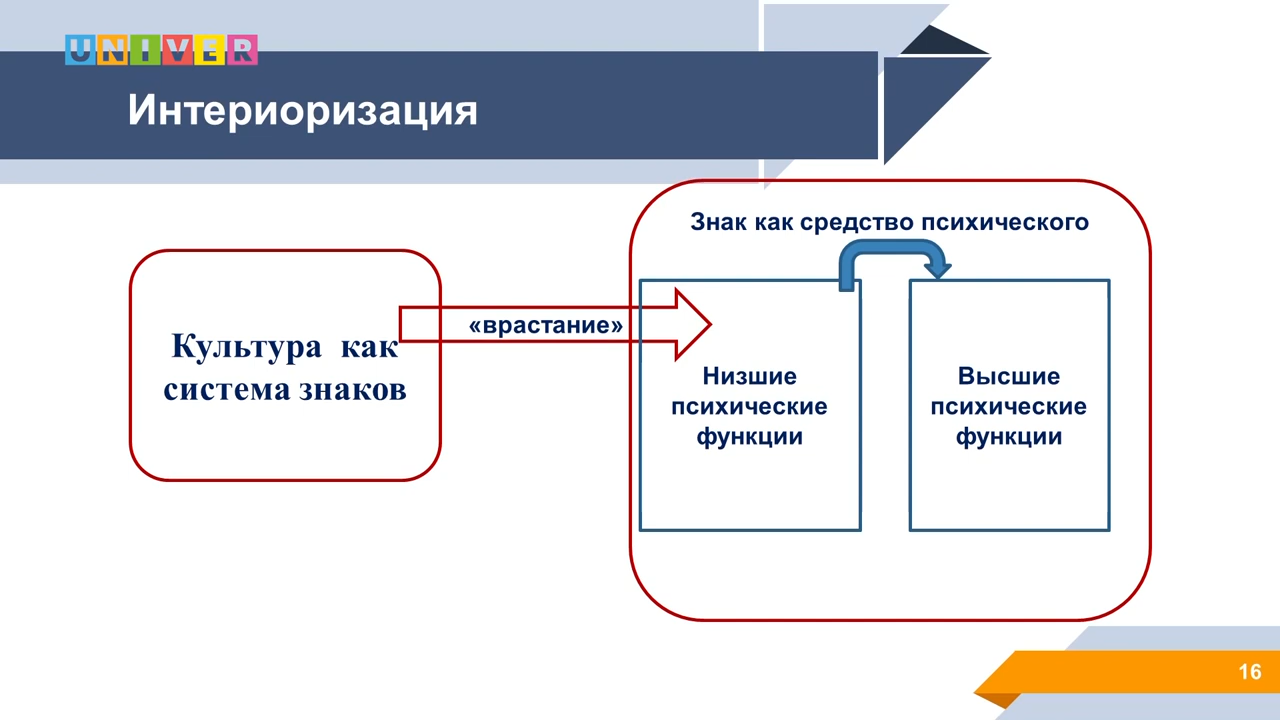 UNIVER
Интериоризация
Знак как средство психического
«врастание»
Культура как
система знаков
Низшие
психические
функции
Высшие
психические
функции
16